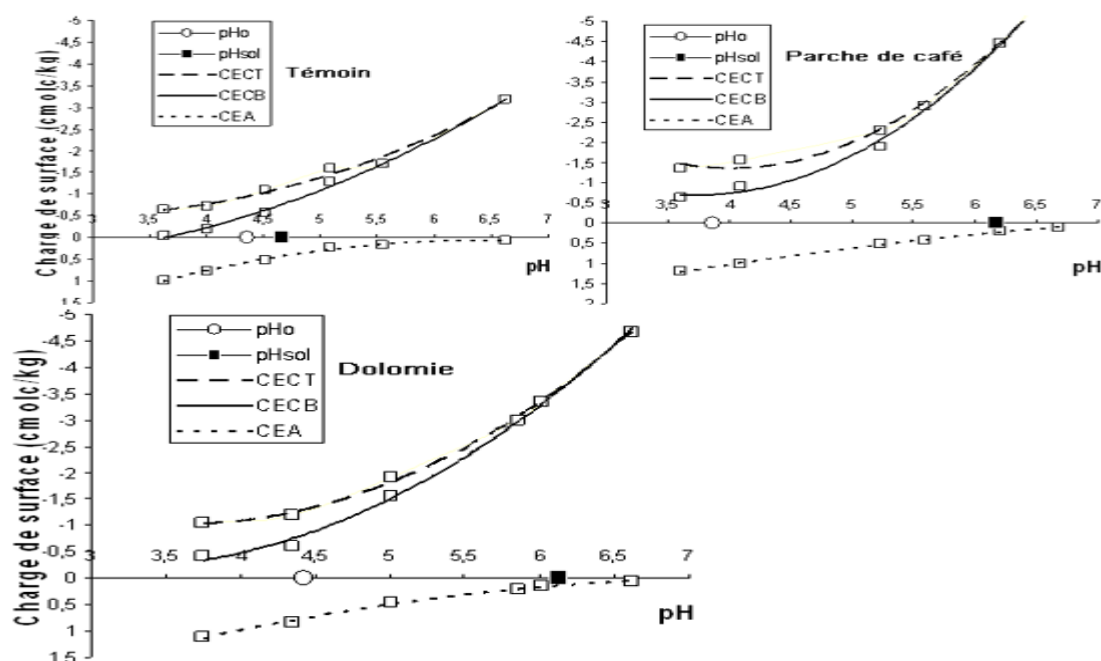 -5
-4,5
-4
-3,5
-3
-2,5
-2
-1,5
-1
-0,5
0
0,5
1
1,5
Charge de surface (cmolc/kg)
pHo
pHsol
CECT
CECB
CEA
Témoin
3 3,5 4 4,5 5 5,5 6 6,5 7
pH
-5
-4,5
-4
-3,5
-3
-2,5
-2
-1,5
-1
-0,5
0
0,5
1
1,5
2
pHo
pHsol
CECT
CECB
CEA
Parche de café
3 3,5 4 4,5 5 5,5 6 6,5 7
pH
-5
-4,5
-4
-3,5
-3
-2,5
-2
-1,5
-1
-0,5
0
0,5
1
1,5
Charge de surface (cmolc/kg)
pHo
pHsol
CECT
CECB
CEA
Dolomie
3 3,5 4 4,5 5 5,5 6 6,5 7
pH